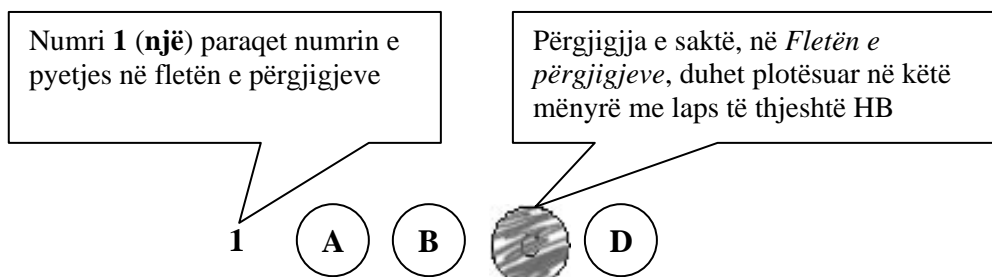 Numri 1 (një) paraqet numrin e
pyetjes në fletën e përgjigjeve
Përgjigjja e saktë, në Fletën e
përgjigjeve, duhet plotësuar në këtë
mënyrë me laps të thjeshtë HB
1 A B C D